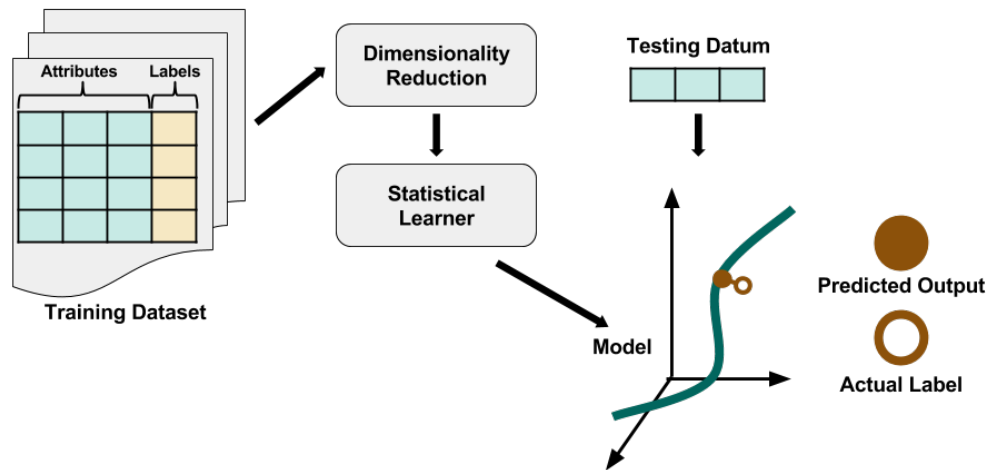 Attributes Labels
Training Dataset
Dimensionality
Reduction
Statistical
Learner
Testing Datum
Model
Predicted Output
Actual Label